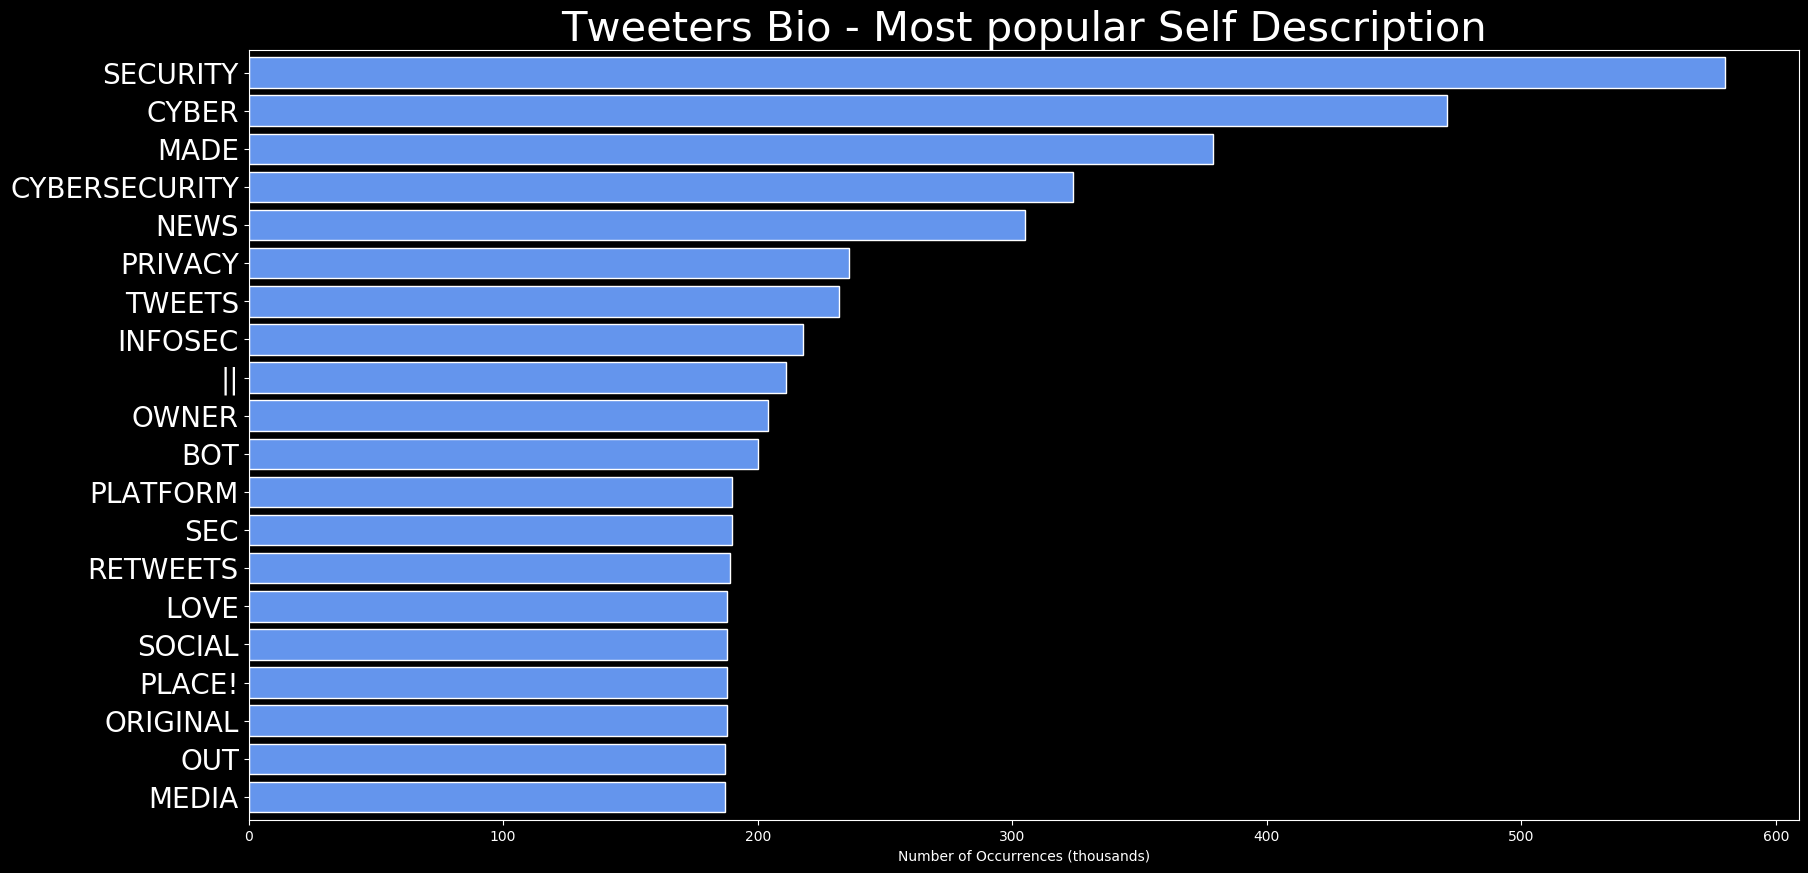 Tweeters Bio - Most popular Self Description
SECURITY
CYBER
MADE
CYBERSECURITY
NEWS
PRIVACY
TWEETS
INFOSEC
||
OWNER
BOT
PLATFORM
SEC
RETWEETS
LOVE
SOCIAL
PLACE!
ORIGINAL
OUT
MEDIA
0 100 200 300 400 500 600
Number of Occurrences (thousands)